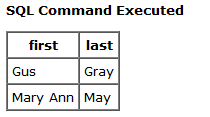 SQL Command Executed
first last
Gus Gray
Mary Ann May